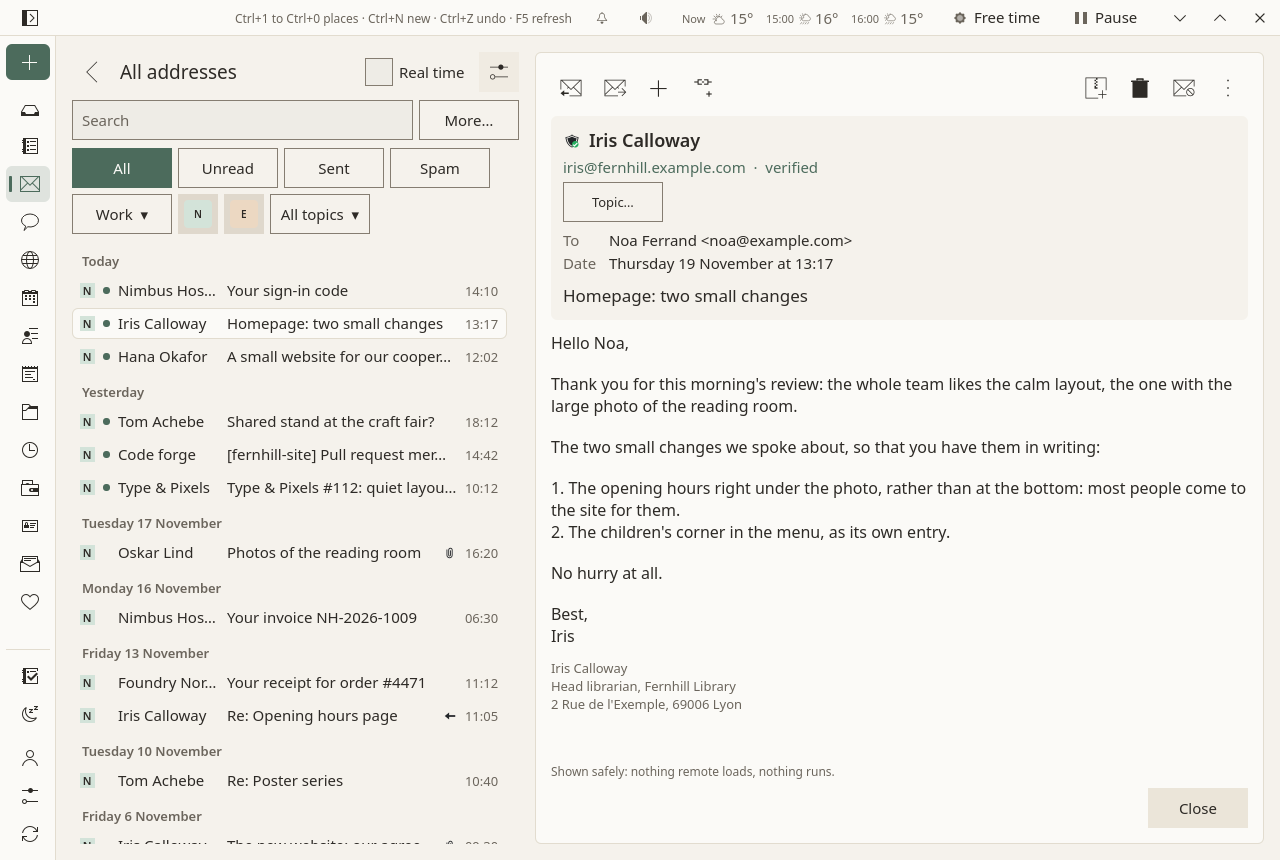 Ctrl+1 to Ctrl+0 places · Ctrl+N new · Ctrl+Z undo · F5 refresh
Now 15° 15:00 16° 16:00 15°
Free time
Pause
All addresses
Real time
Search
More...
All
Unread
Sent
Spam
Work ▾
N
E
All topics ▾
Today
N Nimbus Hos... Your sign-in code 14:10
N Iris Calloway Homepage: two small changes 13:17
N Hana Okafor A small website for our cooper... 12:02
Yesterday
N Tom Achebe Shared stand at the craft fair? 18:12
N Code forge [fernhill-site] Pull request mer... 14:42
N Type & Pixels Type & Pixels #112: quiet layou... 10:12
Tuesday 17 November
N Oskar Lind Photos of the reading room 16:20
Monday 16 November
N Nimbus Hos... Your invoice NH-2026-1009 06:30
Friday 13 November
N Foundry Nor... Your receipt for order #4471 11:12
N Iris Calloway Re: Opening hours page 11:05
Tuesday 10 November
N Tom Achebe Re: Poster series 10:40
Friday 6 November
Iris Calloway
Iris Calloway
iris@fernhill.example.com · verified
Topic...
To Noa Ferrand <noa@example.com>
Date Thursday 19 November at 13:17
Homepage: two small changes
Hello Noa,
Thank you for this morning's review: the whole team likes the calm layout, the one with the
large photo of the reading room.
The two small changes we spoke about, so that you have them in writing:
1. The opening hours right under the photo, rather than at the bottom: most people come to
the site for them.
2. The children's corner in the menu, as its own entry.
No hurry at all.
Best,
Iris
Iris Calloway
Head librarian, Fernhill Library
2 Rue de l'Exemple, 69006 Lyon
Shown safely: nothing remote loads, nothing runs.
Close